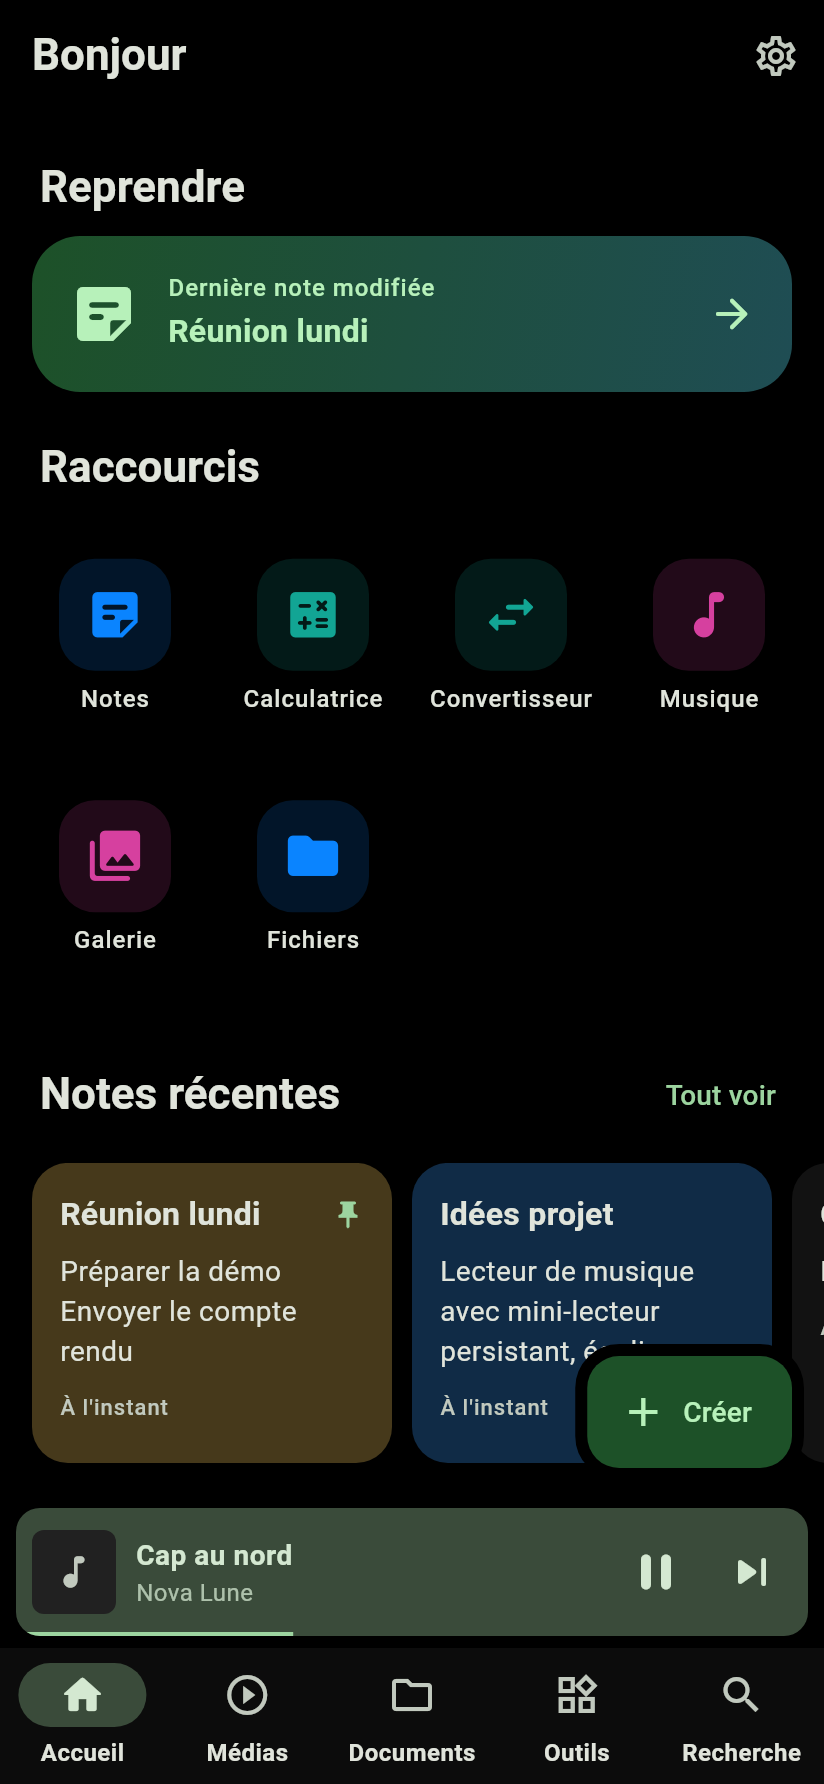 Bonjour
Reprendre
Dernière note modifiée
Réunion lundi
Raccourcis
Notes
Calculatrice
Convertisseur
Musique
Galerie
Fichiers
Notes récentes
Tout voir
Réunion lundi
Préparer la démo
Envoyer le compte
rendu
À l'instant
Idées projet
Lecteur de musique
avec mini-lecteur
persistant,
À l'instant
Créer
Cap au nord
Nova Lune
Accueil
Médias
Documents
Outils
Recherche